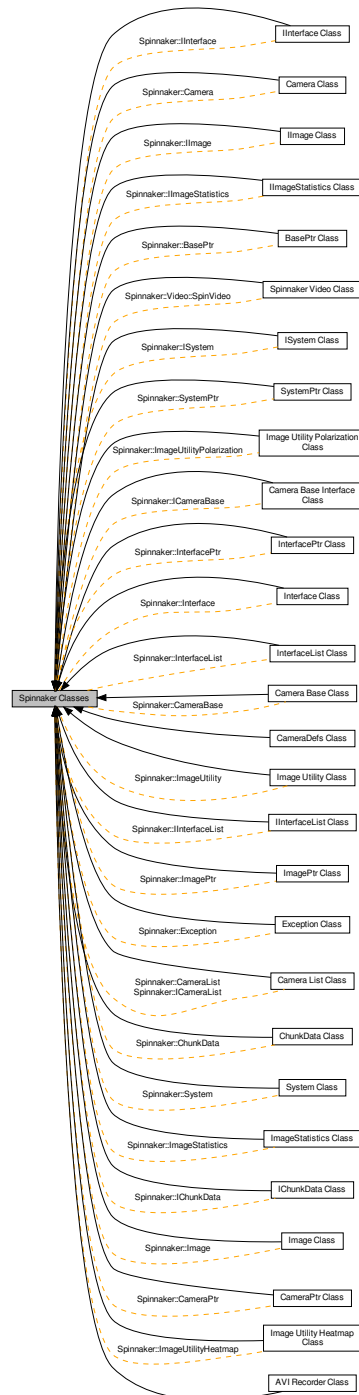 IInterface Class
Spinnaker::IInterface
Camera Class
Spinnaker::Camera
IImage Class
Spinnaker::IImage
IImageStatistics Class
Spinnaker::IImageStatistics
BasePtr Class
Spinnaker::BasePtr
Spinnaker Video Class
Spinnaker::Video::SpinVideo
ISystem Class
Spinnaker::ISystem
SystemPtr Class
Spinnaker::SystemPtr
Image Utility Polarization
Class
Spinnaker::ImageUtilityPolarization
Camera Base Interface
Class
Spinnaker::ICameraBase
InterfacePtr Class
Spinnaker::InterfacePtr
Interface Class
Spinnaker::Interface
InterfaceList Class
Spinnaker::InterfaceList
Spinnaker Classes
Camera Base Class
Spinnaker::CameraBase
CameraDefs Class
Image Utility Class
Spinnaker::ImageUtility
IInterfaceList Class
Spinnaker::IInterfaceList
ImagePtr Class
Spinnaker::ImagePtr
Exception Class
Spinnaker::Exception
Camera List Class
Spinnaker::CameraList
Spinnaker::ICameraList
ChunkData Class
Spinnaker::ChunkData
System Class
Spinnaker::System
ImageStatistics Class
Spinnaker::ImageStatistics
IChunkData Class
Spinnaker::IChunkData
Image Class
Spinnaker::Image
CameraPtr Class
Spinnaker::CameraPtr
Image Utility Heatmap
Class
Spinnaker::ImageUtilityHeatmap
AVI Recorder Class